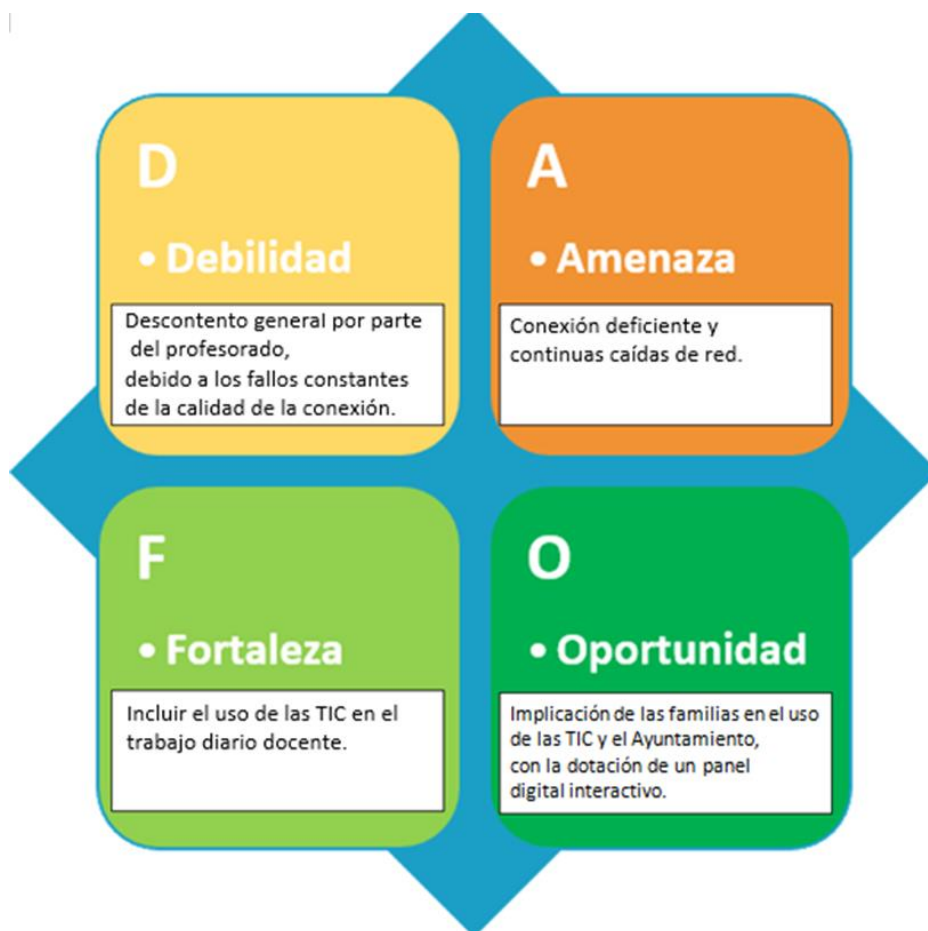 D
• Debilidad
Descontento general por parte
del profesorado,
debido a los fallos constantes
de la calidad de la conexión.
A
• Amenaza
Conexión deficiente y
continuas caídas de red.
F
• Fortaleza
Incluir el uso de las TIC en el
trabajo diario docente.
O
• Oportunidad
Implicación de las familias en el uso
de las TIC y el Ayuntamiento,
con la dotación de un panel
digital interactivo.